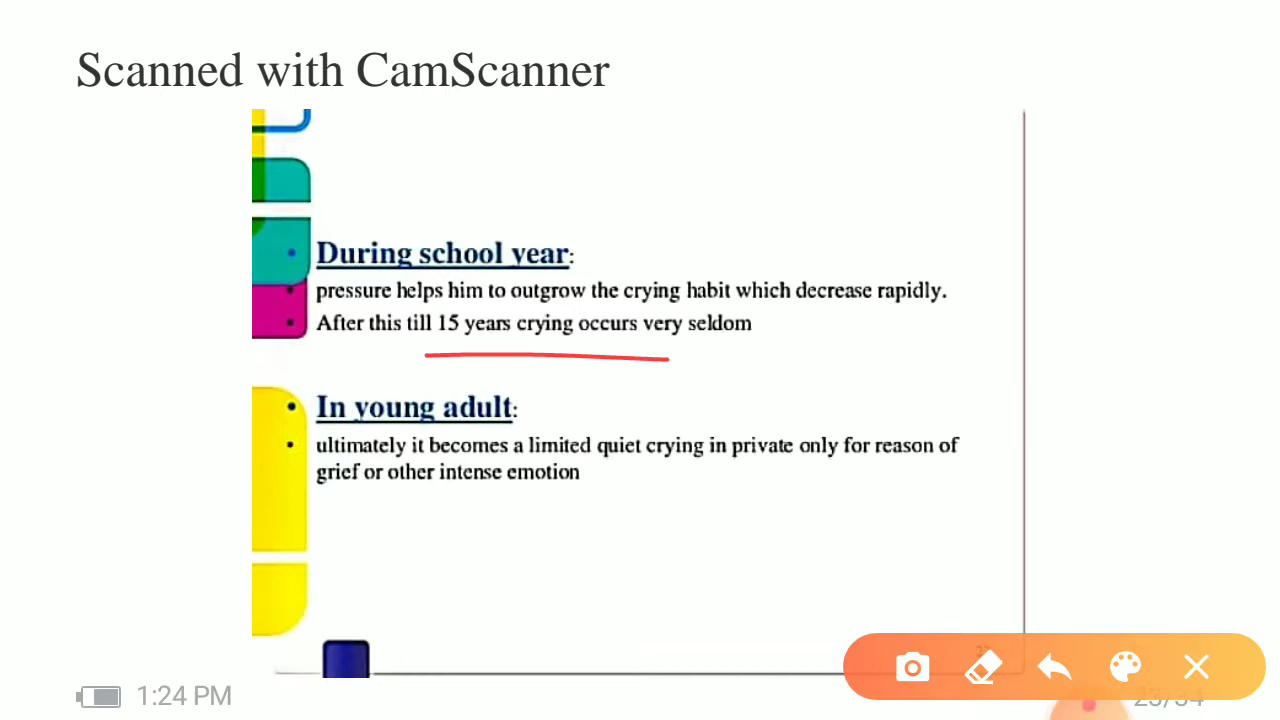 Scanned with CamScanner
• During school year:
• pressure helps him to outgrow the crying habit which decrease rapidly.
• After this till 15 years crying occurs very seldom
• In young adult:
• ultimately it becomes a limited quiet crying in private only for reason of
grief or other intense emotion
1:24 PM
23/34